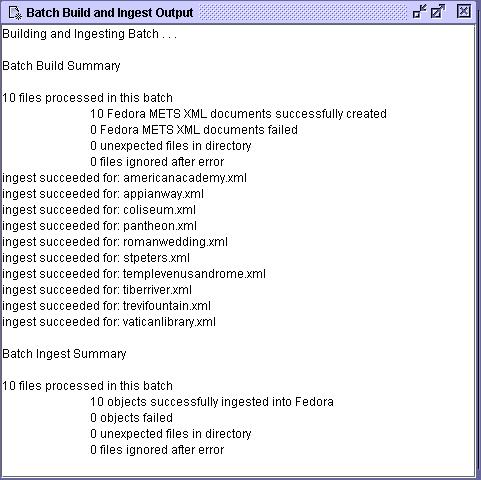 Batch Build and Ingest Output
Building and Ingesting Batch . . .
Batch Build Summary
10 files processed in this batch
10 Fedora METS XML documents successfully created
0 Fedora METS XML documents failed
0 unexpected files in directory
0 files ignored after error
ingest succeeded for: americanacademy.xml
ingest succeeded for: appianway.xml
ingest succeeded for: coliseum.xml
ingest succeeded for: pantheon.xml
ingest succeeded for: romanwedding.xml
ingest succeeded for: stpeters.xml
ingest succeeded for: templevenusandrome.xml
ingest succeeded for: tiberriver.xml
ingest succeeded for: trevifountain.xml
ingest succeeded for: vaticanlibrary.xml
Batch Ingest Summary
10 files processed in this batch
10 objects successfully ingested into Fedora
0 objects failed
0 unexpected files in directory
0 files ignored after error